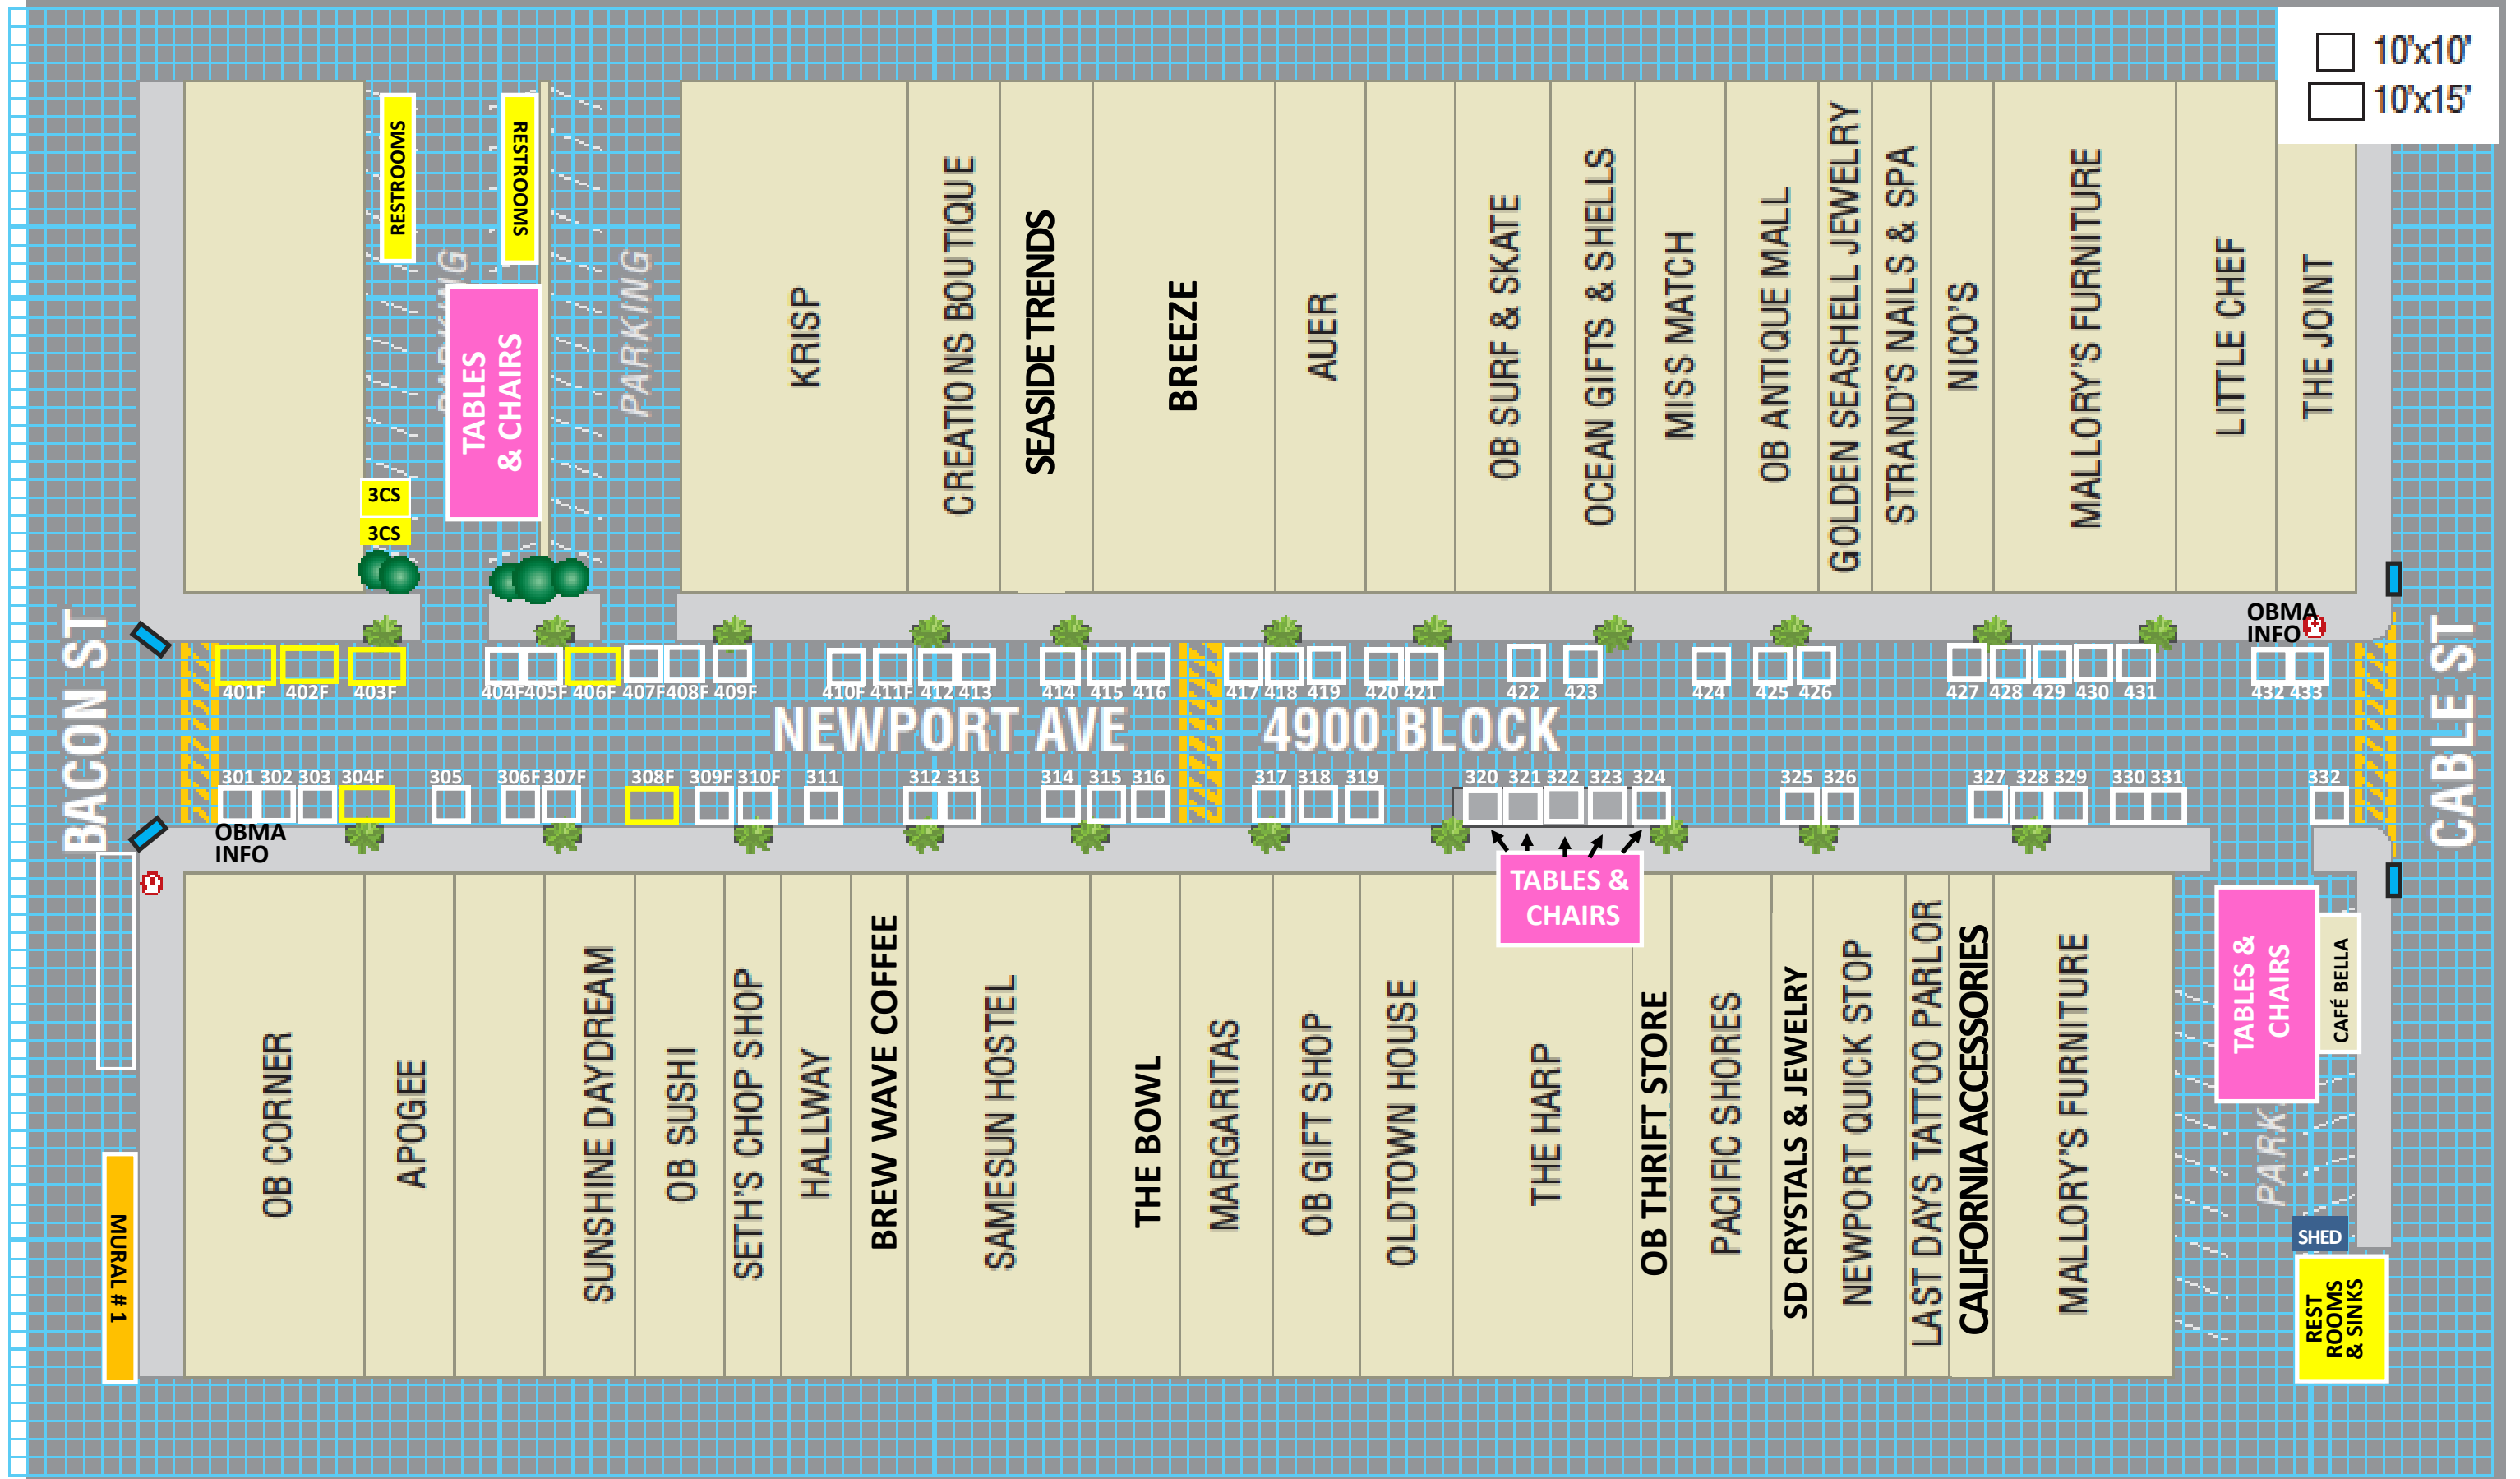 10'x10'
10'x15'
RESTROOMS
RESTROOMS
PARKING
PARKING
TABLES
& CHAIRS
3CS
3CS
KRISP
CREATIONS BOUTIQUE
SEASIDE TRENDS
BREEZE
AUER
OB SURF & SKATE
OCEAN GIFTS & SHELLS
MISS MATCH
OB ANTIQUE MALL
GOLDEN SEASHELL JEWELRY
STRAND'S NAILS & SPA
NICO'S
MALLORY'S FURNITURE
LITTLE CHEF
THE JOINT
OBMA
INFO
401F 402F 403F 404F 405F 406F 407F 408F 409F 410F 411F 412 413 414 415 416 417 418 419 420 421 422 423 424 425 426 427 428 429 430 431 432 433
BACON ST
NEWPORT AVE 4900 BLOCK
CABLE ST
301 302 303 304F 305 306F 307F 308F 309F 310F 311 312 313 314 315 316 317 318 319 320 321 322 323 324 325 326 327 328 329 330 331 332
OBMA
INFO
TABLES &
CHAIRS
OB CORNER
APOGEE
SUNSHINE DAYDREAM
OB SUSHI
SETH'S CHOP SHOP
HALLWAY
BREW WAVE COFFEE
SAMESUN HOSTEL
THE BOWL
MARGARITAS
OB GIFT SHOP
OLDTOWN HOUSE
THE HARP
OB THRIFT STORE
PACIFIC SHORES
SD CRYSTALS & JEWELRY
NEWPORT QUICK STOP
LAST DAYS TATTOO PARLOR
CALIFORNIA ACCESSORIES
MALLORY'S FURNITURE
TABLES &
CHAIRS
CAFÉ BELLA
PARK
SHED
REST
ROOMS
& SINKS
MURAL # 1